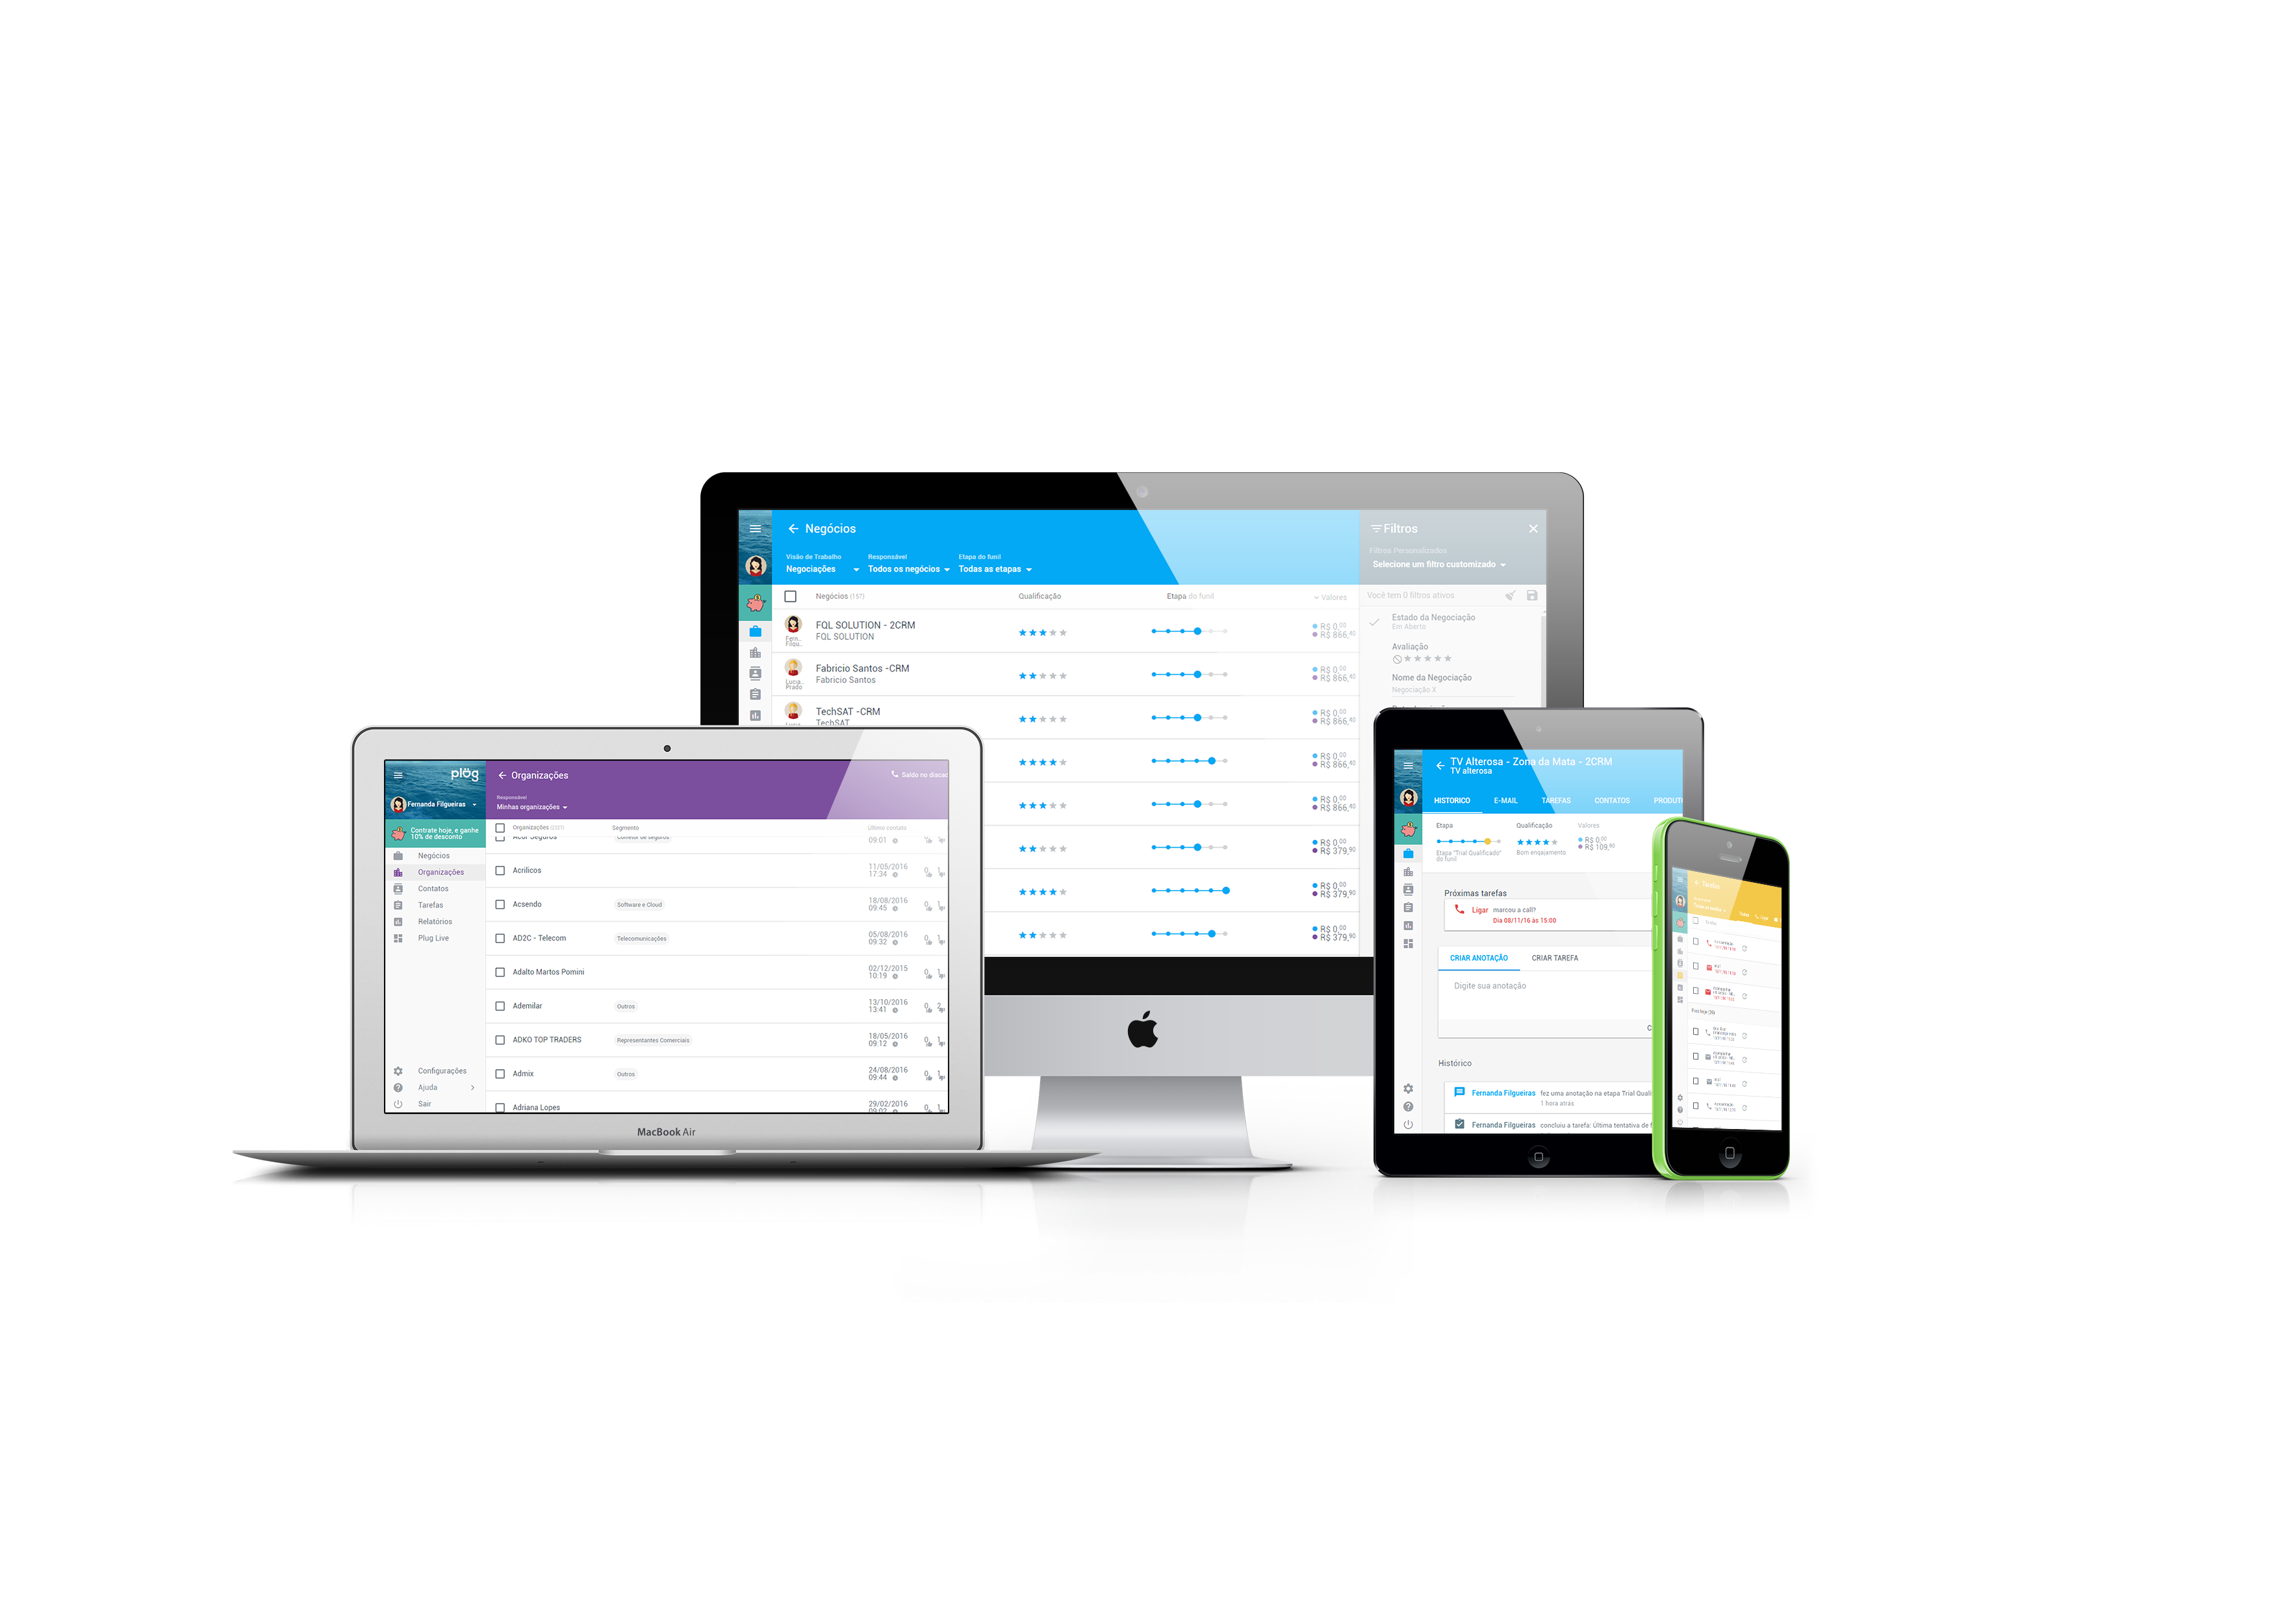 Negócios
Filtros
Filtros Personalizados
Selecione um filtro customizado
Visão de Trabalho
Responsável
Etapa do funil
Negociações
Todos os negócios
Todas as etapas
Você tem 0 filtros ativos
Negócios (157)
Qualificação
Etapa do funil
Valores
Estado da Negociação
Em Aberto
Avaliação
Nome da Negociação
Negociação X
Fern..
Filgu..
FQL SOLUTION - 2CRM
FQL SOLUTION
R$ 0,00
R$ 866,40
Lucia..
Prado
Fabricio Santos -CRM
Fabricio Santos
R$ 0,00
R$ 866,40
TechSAT -CRM
TechSAT
R$ 0,00
R$ 866,40
R$ 0,00
R$ 866,40
R$ 0,00
R$ 866,40
R$ 0,00
R$ 379,90
R$ 0,00
R$ 379,90
R$ 0,00
R$ 379,90
plög
Fernanda Filgueiras
Contrate hoje, e ganhe
10% de desconto
Negócios
Organizações
Contatos
Tarefas
Relatórios
Plug Live
Configurações
Ajuda
Sair
Organizações
Saldo no discad
Responsável
Minhas organizações
Organizações
Segmento
Último contato
Acor Seguros
Corretor de seguros
09:01
Acrilicos
11/05/2016
17:34
Acsendo
Software e Cloud
18/08/2016
09:45
AD2C - Telecom
Telecomunicações
05/08/2016
09:32
Adalto Martos Pomini
02/12/2015
10:19
Ademilar
Outros
13/10/2016
13:41
ADKO TOP TRADERS
Representantes Comerciais
18/05/2016
09:12
Admix
Outros
24/08/2016
09:44
Adriana Lopes
29/02/2016
09:02
MacBook Air
TV Alterosa - Zona da Mata - 2CRM
TV alterosa
HISTORICO
E-MAIL
TAREFAS
CONTATOS
PRODUT
Etapa
Qualificação
Valores
R$ 0,00
R$ 109,90
Etapa "Trial Qualificado"
do funil
Bom engajamento
Próximas tarefas
Ligar marcou a call?
Dia 08/11/16 às 15:00
CRIAR ANOTAÇÃO
CRIAR TAREFA
Digite sua anotação
C
Histórico
Fernanda Filgueiras fez uma anotação na etapa Trial Quali
1 hora atrás
Fernanda Filgueiras concluiu a tarefa: Última tentativa de f
Tarefas